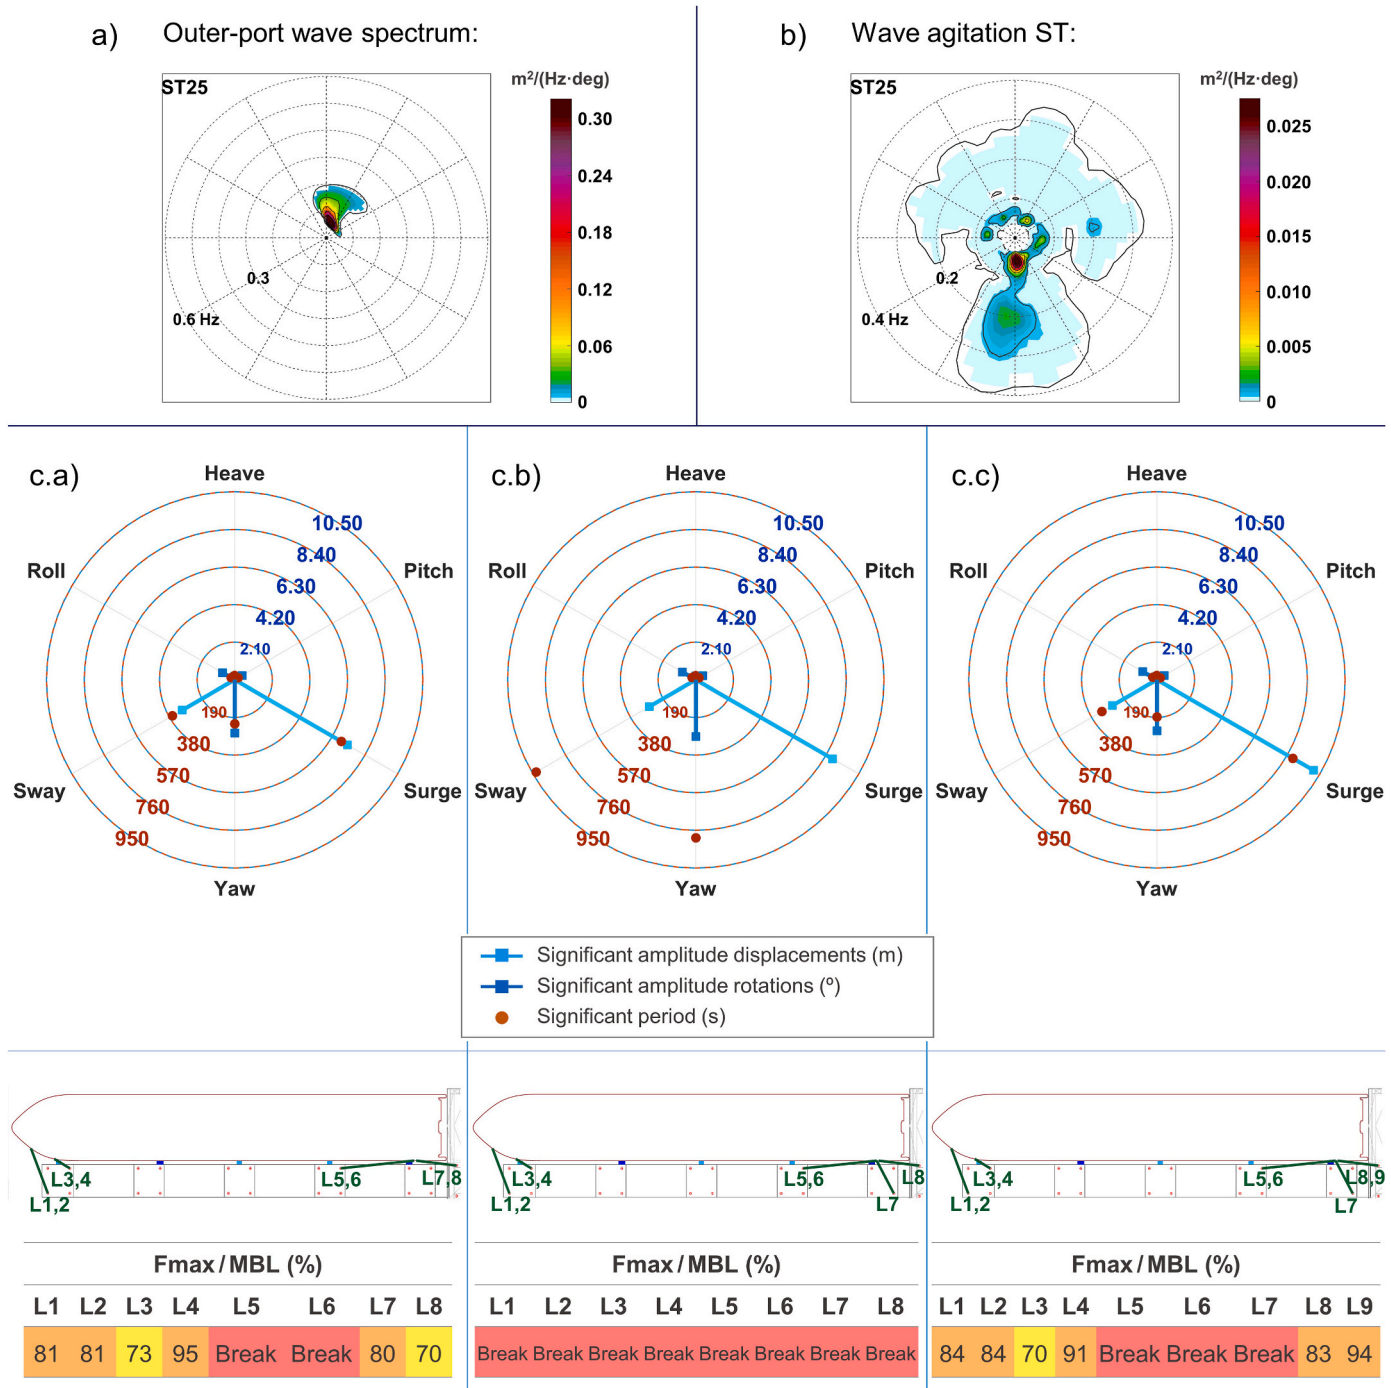 a) Outer-port wave spectrum:
ST25
m²/(Hz·deg)
0.30
0.24
0.18
0.12
0.06
0
0.3
0.6 Hz
b) Wave agitation ST:
ST25
m²/(Hz·deg)
0.025
0.020
0.015
0.010
0.005
0
0.2
0.4 Hz
c.a)
Heave
Roll
Pitch
10.50
8.40
6.30
4.20
2.10
190
380
570
760
950
Sway
Surge
Yaw
c.b)
Heave
Roll
Pitch
10.50
8.40
6.30
4.20
2.10
190
380
570
760
950
Sway
Surge
Yaw
c.c)
Heave
Roll
Pitch
10.50
8.40
6.30
4.20
2.10
190
380
570
760
950
Sway
Surge
Yaw
Significant amplitude displacements (m)
Significant amplitude rotations (º)
Significant period (s)
L3,4 L5,6 L7,8
L1,2
Fmax / MBL (%)
L1 L2 L3 L4 L5 L6 L7 L8
81 81 73 95 Break Break 80 70
L3,4 L5,6 L8
L1,2 L7
Fmax / MBL (%)
L1 L2 L3 L4 L5 L6 L7 L8
Break Break Break Break Break Break Break Break
L3,4 L5,6 L8,9
L1,2 L7
Fmax / MBL (%)
L1 L2 L3 L4 L5 L6 L7 L8 L9
84 84 70 91 Break Break Break 83 94